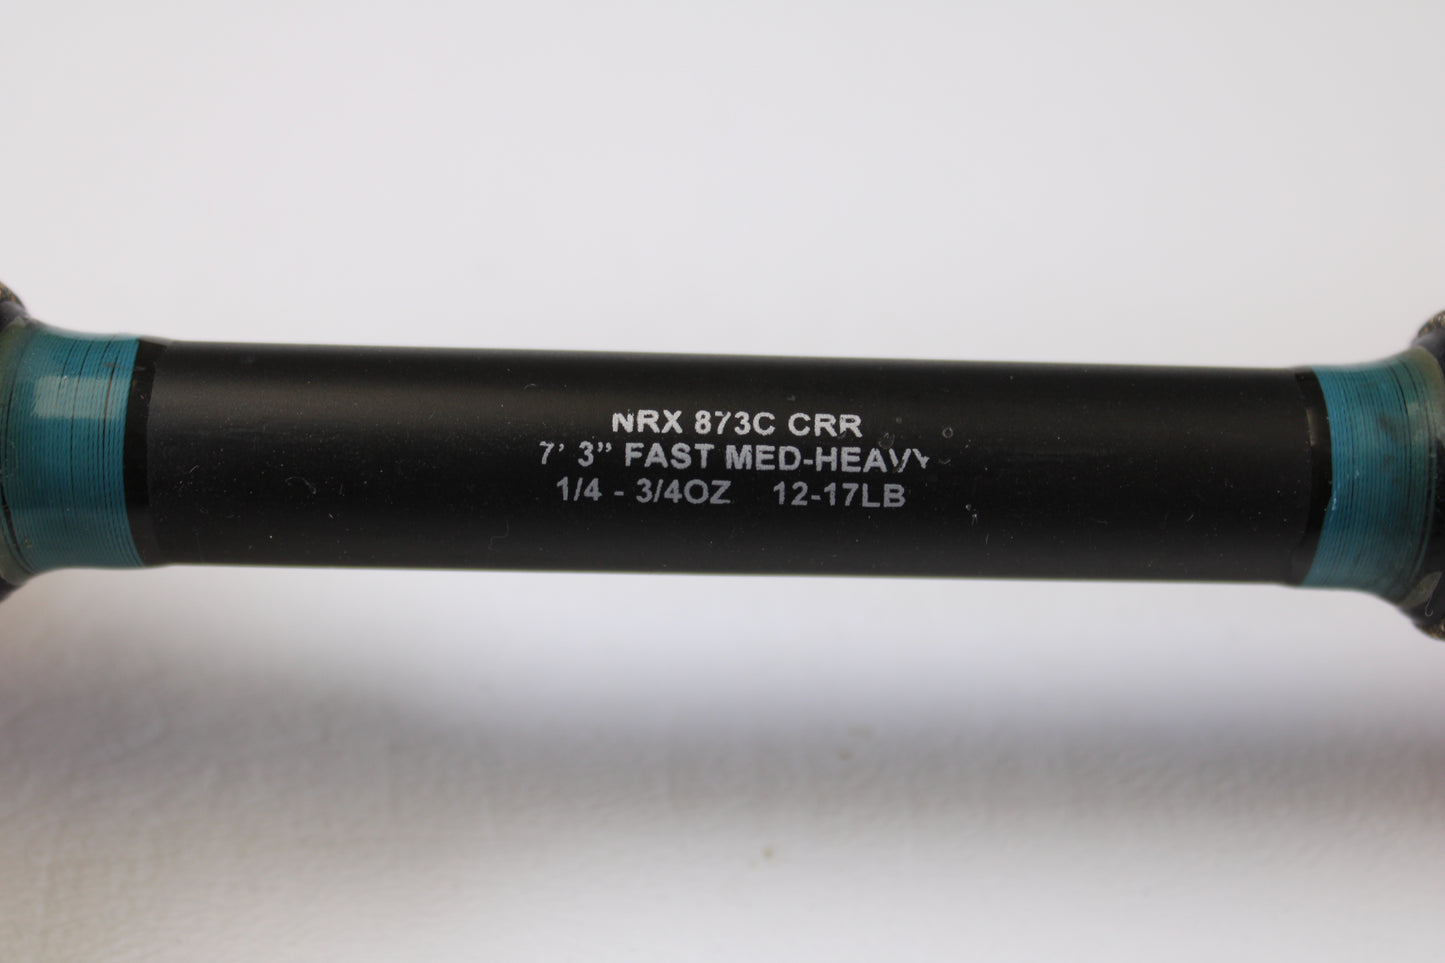 NRX 873C CRR
7’ 3” FAST MED-HEAVY
1/4 - 3/4OZ 12-17LB